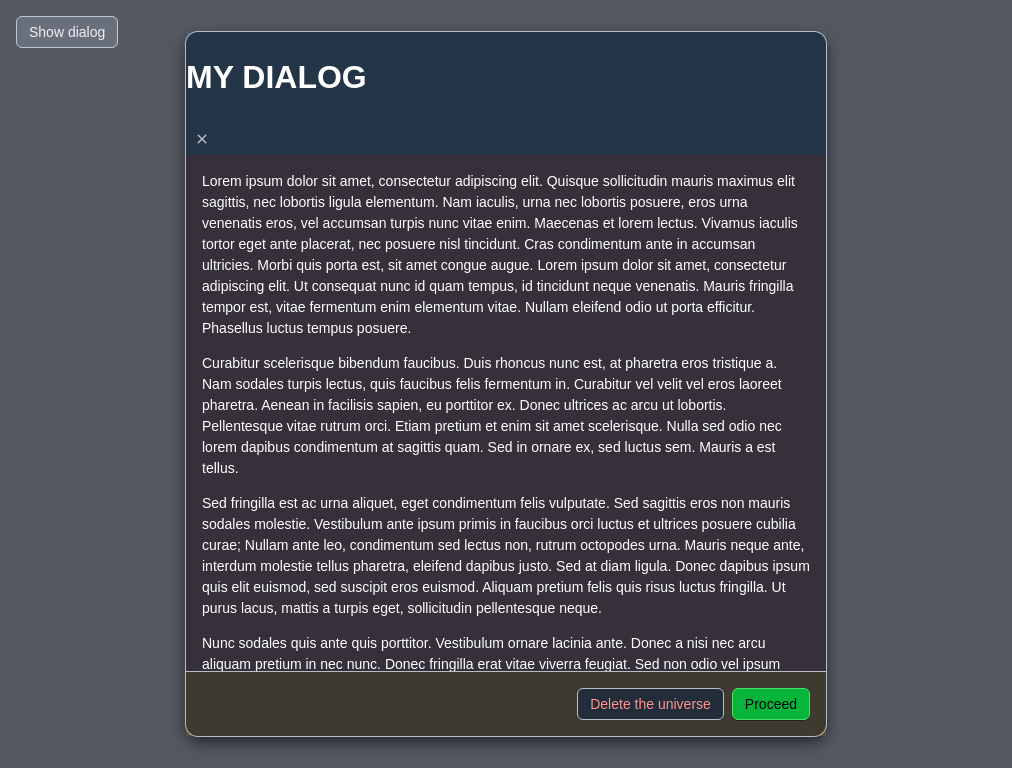 Show dialog
MY DIALOG
×
Lorem ipsum dolor sit amet, consectetur adipiscing elit. Quisque sollicitudin mauris maximus elit
sagittis, nec lobortis ligula elementum. Nam iaculis, urna nec lobortis posuere, eros urna
venenatis eros, vel accumsan turpis nunc vitae enim. Maecenas et lorem lectus. Vivamus iaculis
tortor eget ante placerat, nec posuere nisl tincidunt. Cras condimentum ante in accumsan
ultricies. Morbi quis porta est, sit amet congue augue. Lorem ipsum dolor sit amet, consectetur
adipiscing elit. Ut consequat nunc id quam tempus, id tincidunt neque venenatis. Mauris fringilla
tempor est, vitae fermentum enim elementum vitae. Nullam eleifend odio ut porta efficitur.
Phasellus luctus tempus posuere.
Curabitur scelerisque bibendum faucibus. Duis rhoncus nunc est, at pharetra eros tristique a.
Nam sodales turpis lectus, quis faucibus felis fermentum in. Curabitur vel velit vel eros laoreet
pharetra. Aenean in facilisis sapien, eu porttitor ex. Donec ultrices ac arcu ut lobortis.
Pellentesque vitae rutrum orci. Etiam pretium et enim sit amet scelerisque. Nulla sed odio nec
lorem dapibus condimentum at sagittis quam. Sed in ornare ex, sed luctus sem. Mauris a est
tellus.
Sed fringilla est ac urna aliquet, eget condimentum felis vulputate. Sed sagittis eros non mauris
sodales molestie. Vestibulum ante ipsum primis in faucibus orci luctus et ultrices posuere cubilia
curae; Nullam ante leo, condimentum sed lectus non, rutrum octopodes urna. Mauris neque ante,
interdum molestie tellus pharetra, eleifend dapibus justo. Sed at diam ligula. Donec dapibus ipsum
quis elit euismod, sed suscipit eros euismod. Aliquam pretium felis quis risus luctus fringilla. Ut
purus lacus, mattis a turpis eget, sollicitudin pellentesque neque.
Nunc sodales quis ante quis porttitor. Vestibulum ornare lacinia ante. Donec a nisi nec arcu
aliquam pretium in nec nunc. Donec fringilla erat vitae viverra feugiat. Sed non odio vel ipsum
Delete the universe
Proceed